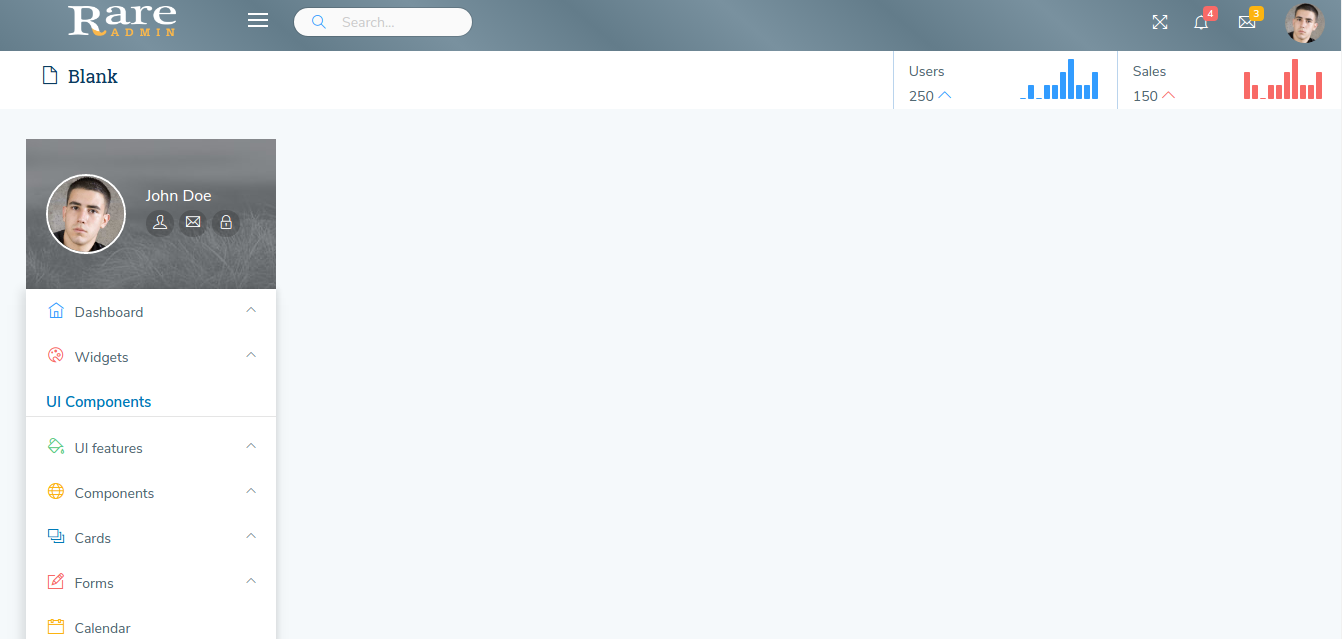 Rare
ADMIN
Search...
4
3
Blank
Users
250
Sales
150
John Doe
Dashboard
Widgets
UI Components
UI features
Components
Cards
Forms
Calendar